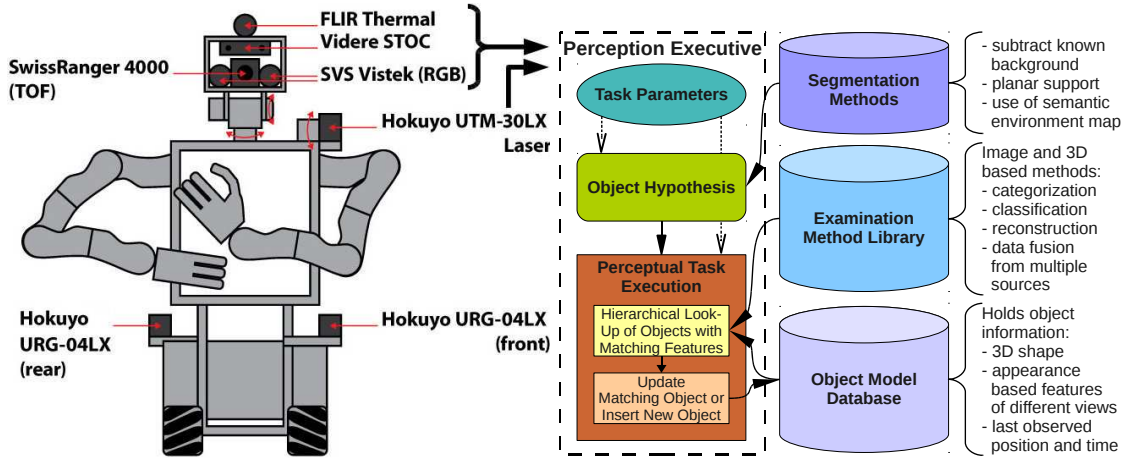 FLIR Thermal
Videre STOC
SwissRanger 4000
(TOF)
SVS Vistek (RGB)
Hokuyo UTM-30LX
Laser
Hokuyo
URG-04LX
(rear)
Hokuyo URG-04LX
(front)
Perception Executive
Task Parameters
Object Hypothesis
Perceptual Task
Execution
Hierarchical Look-
Up of Objects with
Matching Features
Update
Matching Object or
Insert New Object
Segmentation
Methods
- subtract known
background
- planar support
- use of semantic
environment map
Examination
Method Library
Image and 3D
based methods:
- categorization
- classification
- reconstruction
- data fusion
from multiple
sources
Object Model
Database
Holds object
information:
- 3D shape
- appearance
based features
of different views
- last observed
position and time